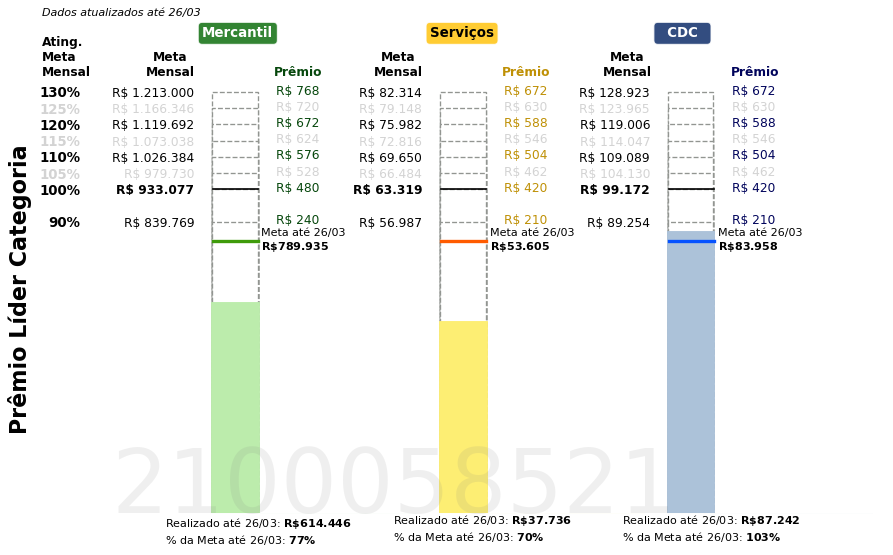 Dados atualizados até 26/03
Mercantil Serviços CDC
Ating. Meta Mensal Meta Mensal Prêmio Meta Mensal Prêmio Meta Mensal Prêmio
130% R$ 1.213.000 R$ 768 R$ 82.314 R$ 672 R$ 128.923 R$ 672
125% R$ 1.166.346 R$ 720 R$ 79.148 R$ 630 R$ 123.965 R$ 630
120% R$ 1.119.692 R$ 672 R$ 75.982 R$ 588 R$ 119.006 R$ 588
115% R$ 1.073.038 R$ 624 R$ 72.816 R$ 546 R$ 114.047 R$ 546
110% R$ 1.026.384 R$ 576 R$ 69.650 R$ 504 R$ 109.089 R$ 504
105% R$ 979.730 R$ 528 R$ 66.484 R$ 462 R$ 104.130 R$ 462
100% R$ 933.077 R$ 480 R$ 63.319 R$ 420 R$ 99.172 R$ 420
90% R$ 839.769 R$ 240 R$ 56.987 R$ 210 R$ 89.254 R$ 210
Meta até 26/03 Meta até 26/03 Meta até 26/03
R$789.935 R$53.605 R$83.958
Prêmio Líder Categoria
2100058521
Realizado até 26/03: R$614.446 Realizado até 26/03: R$37.736 Realizado até 26/03: R$87.242
% da Meta até 26/03: 77% % da Meta até 26/03: 70% % da Meta até 26/03: 103%